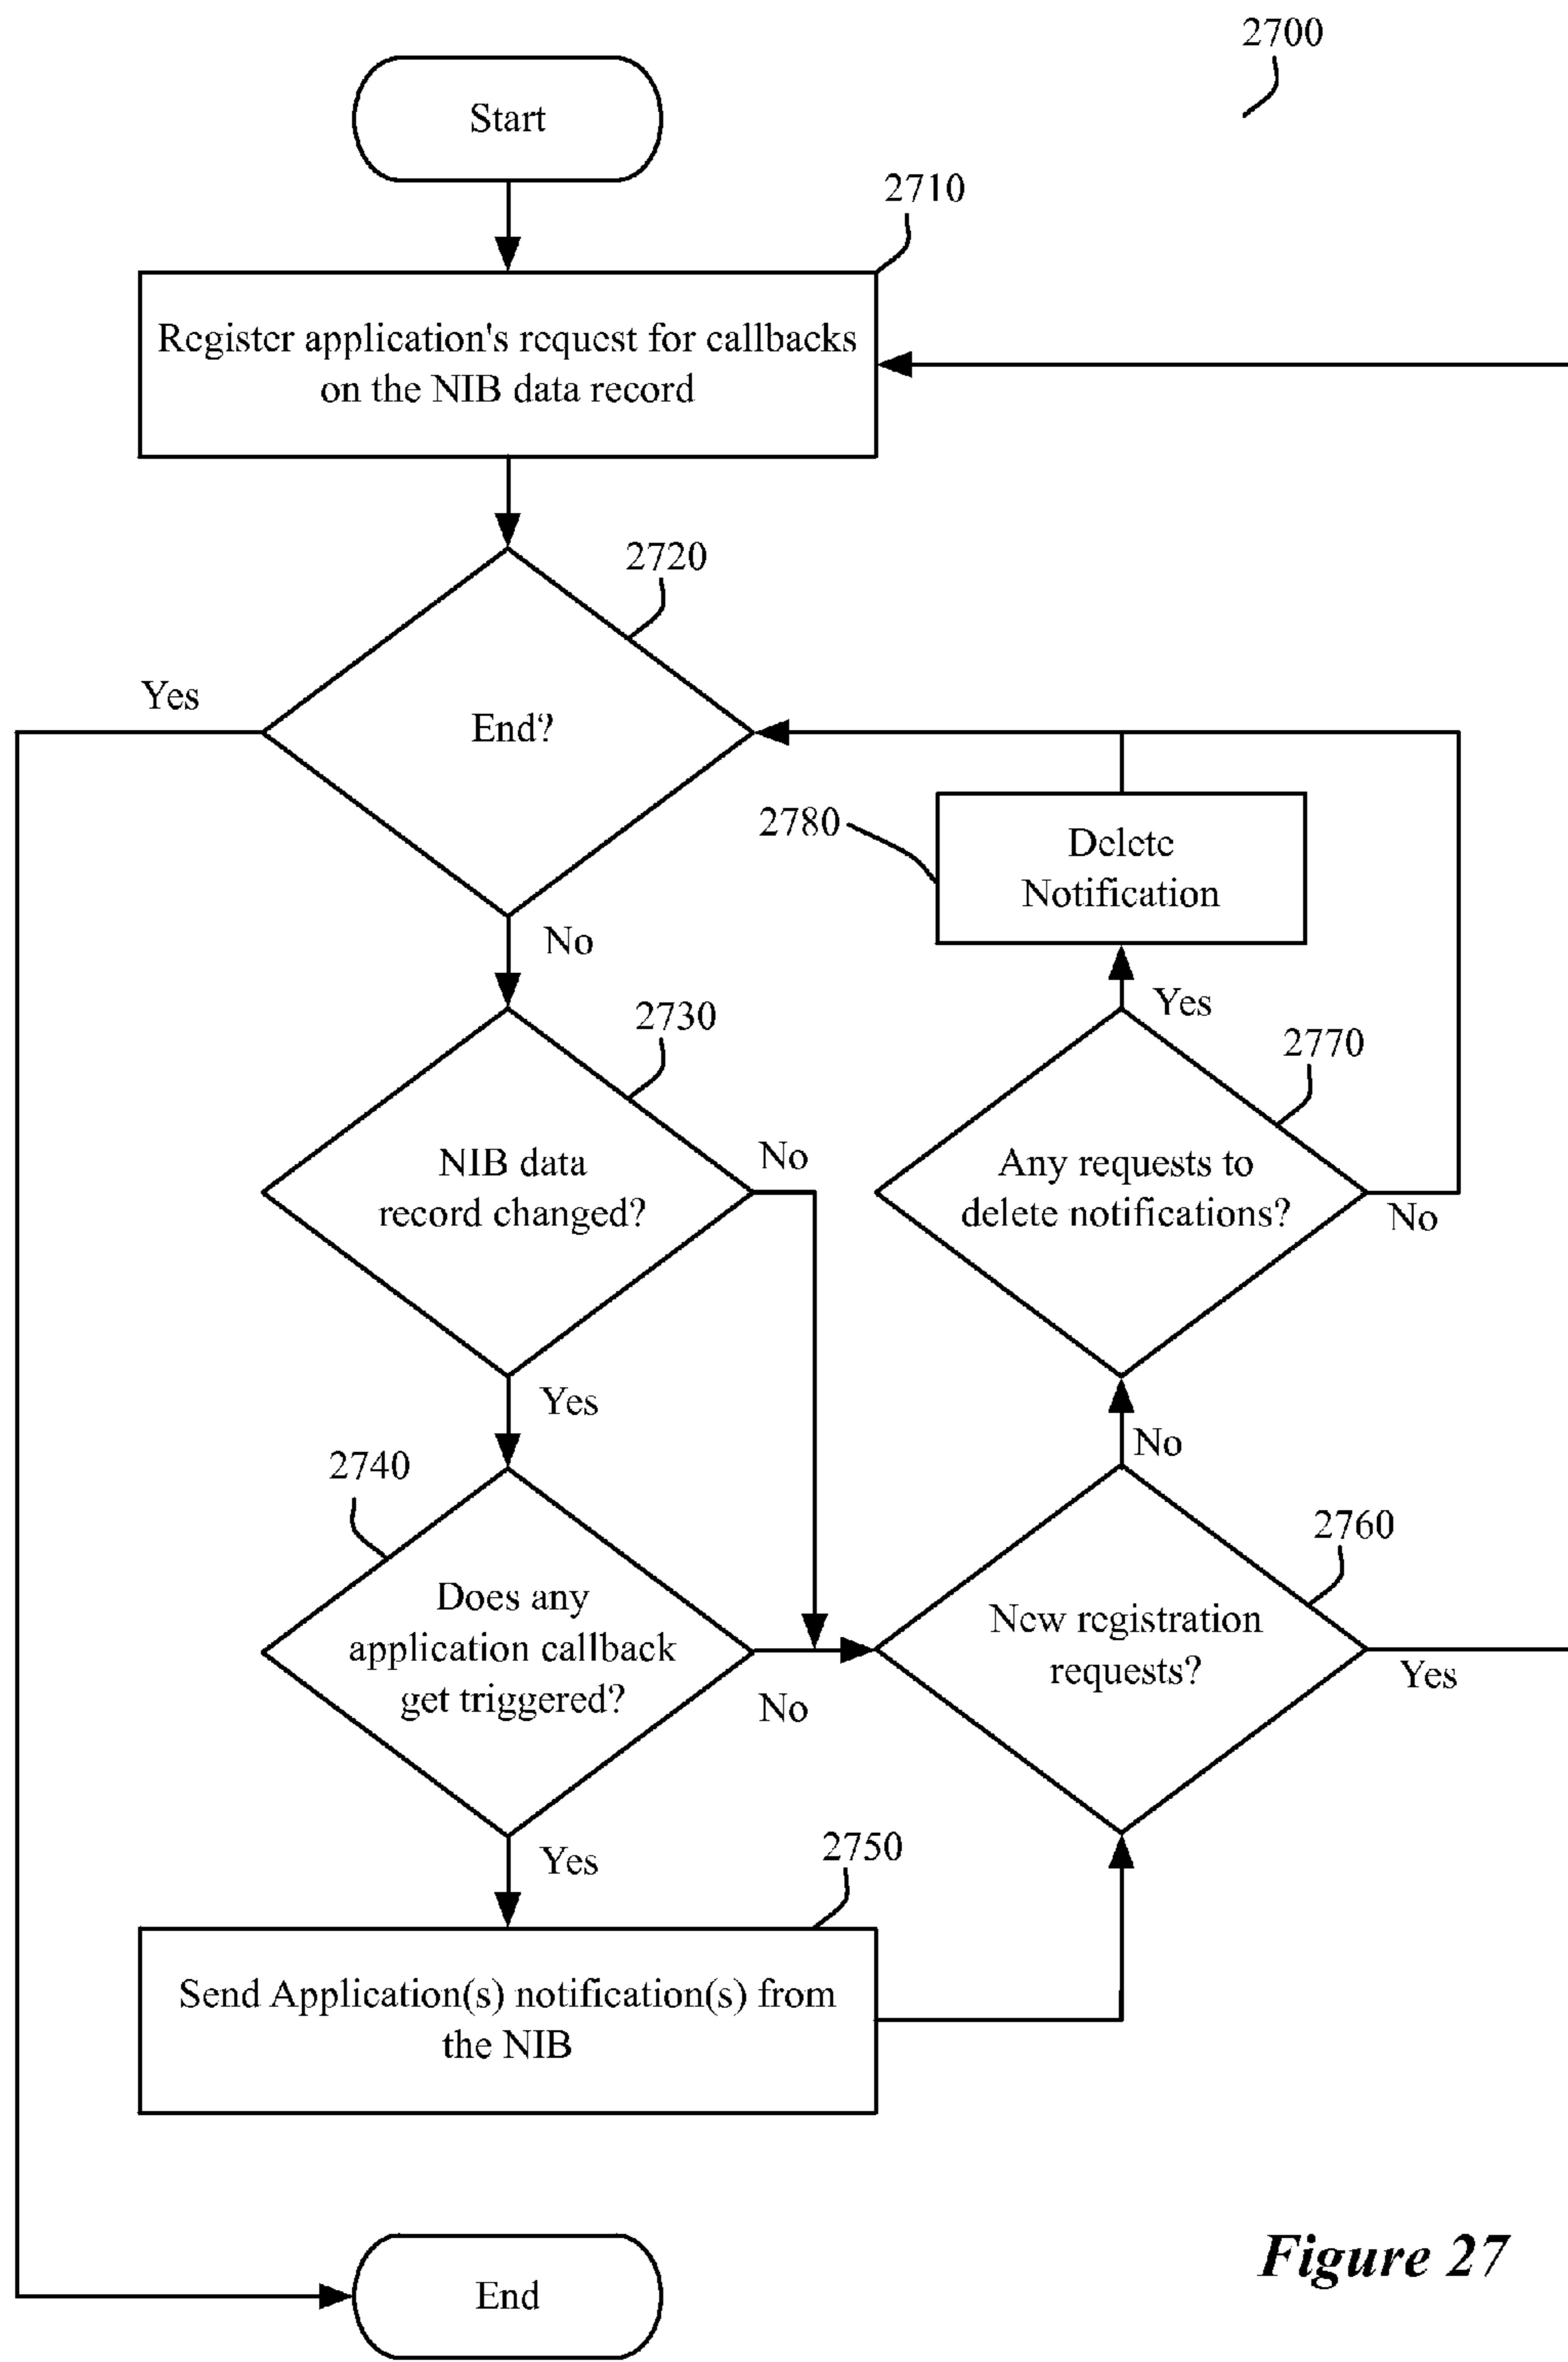 2700
Start
2710
Register application's request for callbacks
on the NIB data record
2720
Yes
End?
2780
Delete
Notification
No
Yes
2730
2770
NIB data
record changed?
No
Any requests to
delete notifications?
No
Yes
No
2740
2760
Does any
application callback
get triggered?
New registration
requests?
No
Yes
Yes
2750
Send Application(s) notification(s) from
the NIB
Figure 27
End